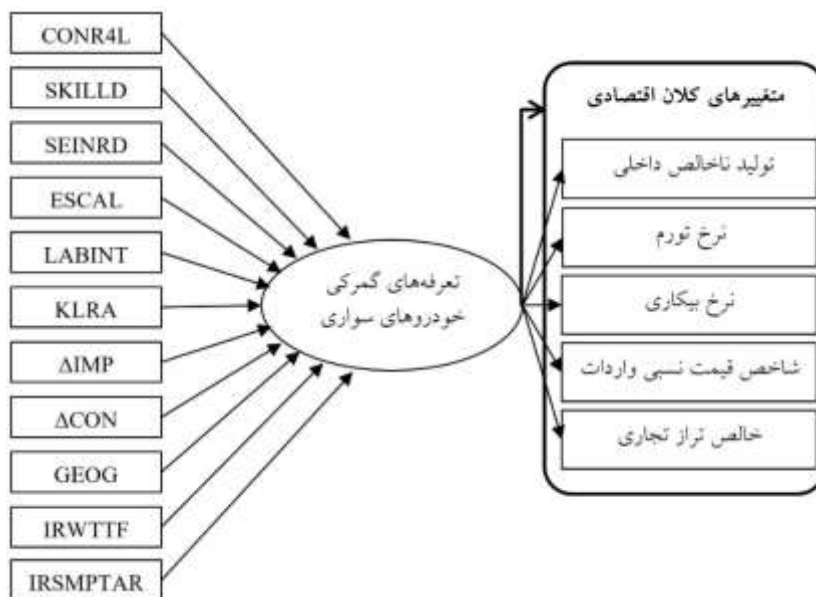 CONR4L
SKILLD
SEINRD
ESCAL
LABINT
KLRA
ΔIMP
ΔCON
GEOG
IRWTTF
IRSMPTAR
تعرفه‌های گمرکی
خودروهای سواری
متغییرهای کلان اقتصادی
تولید ناخالص داخلی
نرخ تورم
نرخ بیکاری
شاخص قیمت نسبی واردات
خالص تراز تجاری